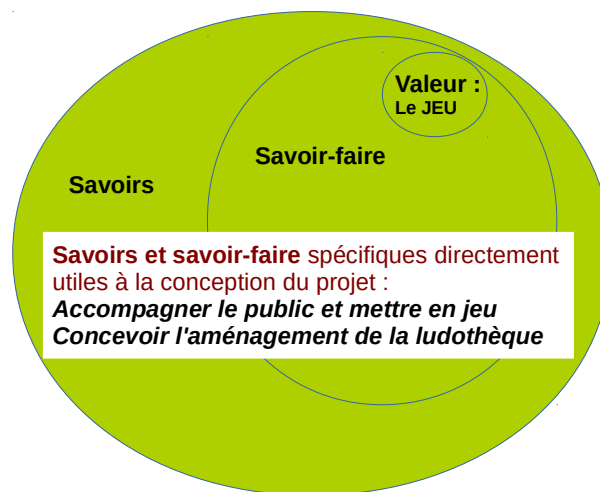 Valeur :
Le JEU
Savoir-faire
Savoirs
Savoirs et savoir-faire spécifiques directement
utiles à la conception du projet :
Accompagner le public et mettre en jeu
Concevoir l'aménagement de la ludothèque